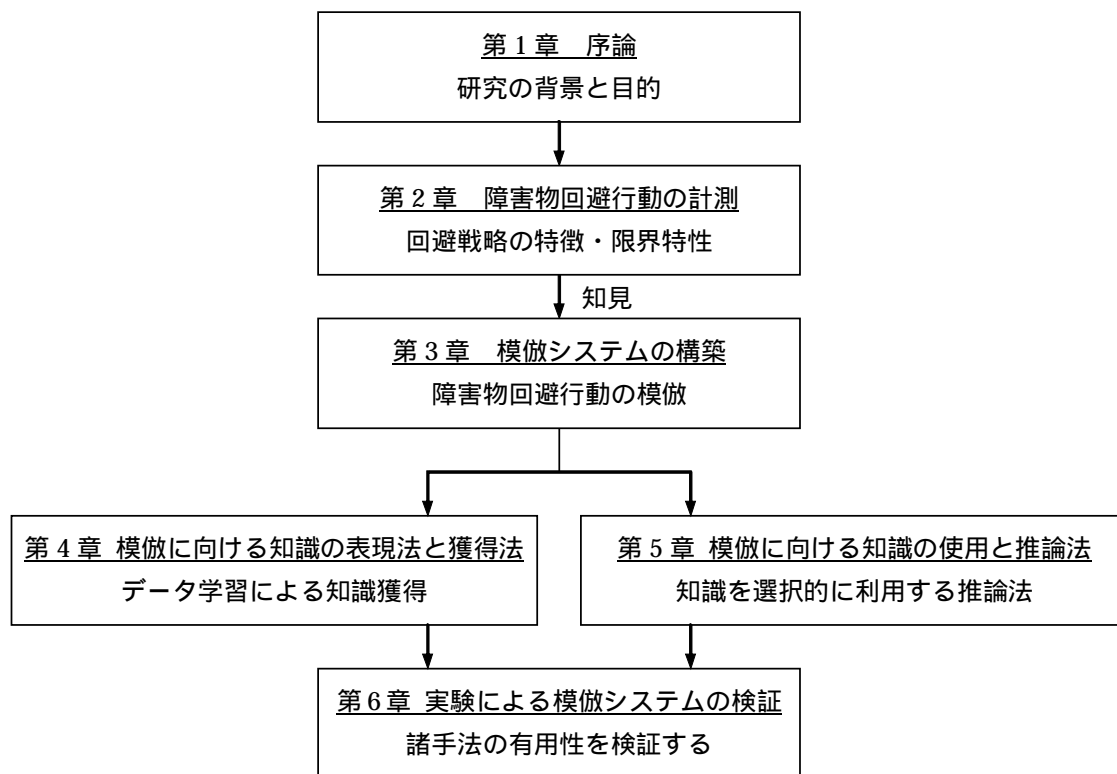 第 1 章　序論
研究の背景と目的
第 2 章　障害物回避行動の計測
回避戦略の特徴・限界特性
知見
第 3 章　模倣システムの構築
障害物回避行動の模倣
第 4 章 模倣に向ける知識の表現法と獲得法
データ学習による知識獲得
第 5 章 模倣に向ける知識の使用と推論法
知識を選択的に利用する推論法
第 6 章 実験による模倣システムの検証
諸手法の有用性を検証する